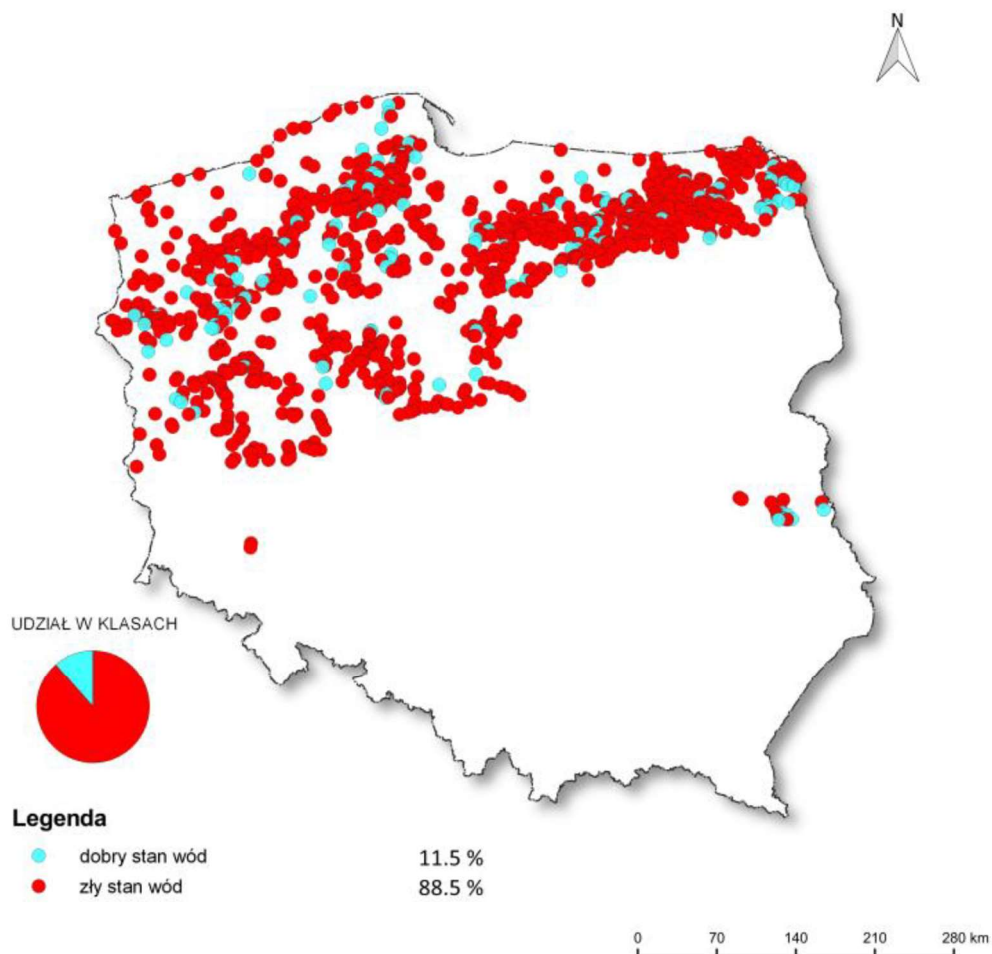 N
UDZIAŁ W KLASACH
Legenda
dobry stan wód 11.5 %
zły stan wód 88.5 %
0 70 140 210 280 km